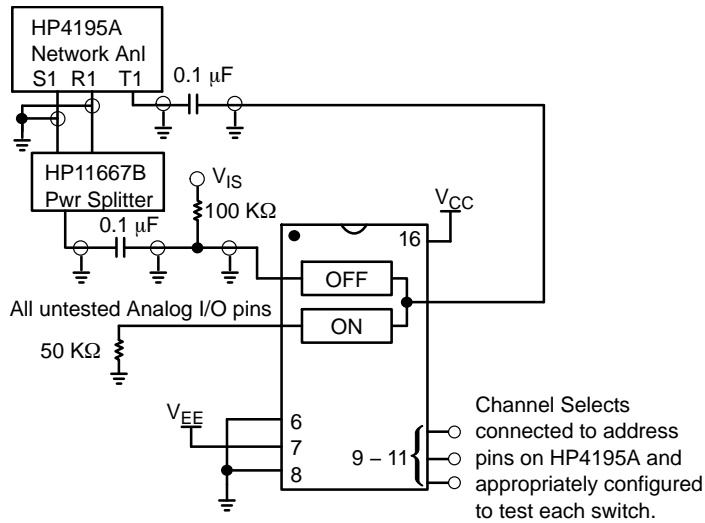 HP4195A
Network Anl
S1 R1 T1
0.1 μF
HP11667B
Pwr Splitter
V_IS
100 KΩ
0.1 μF
V_CC
16
OFF
All untested Analog I/O pins
ON
50 KΩ
V_EE
6
7
8
9 – 11
Channel Selects
connected to address
pins on HP4195A and
appropriately configured
to test each switch.